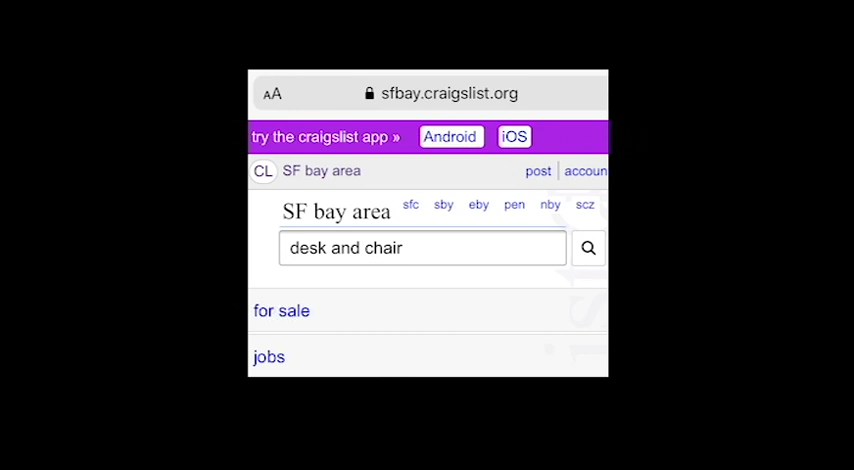 AA sfbay.craigslist.org
try the craigslist app » Android iOS
CL SF bay area post accoun
SF bay area sfc sby eby pen nby scz
desk and chair
for sale
jobs